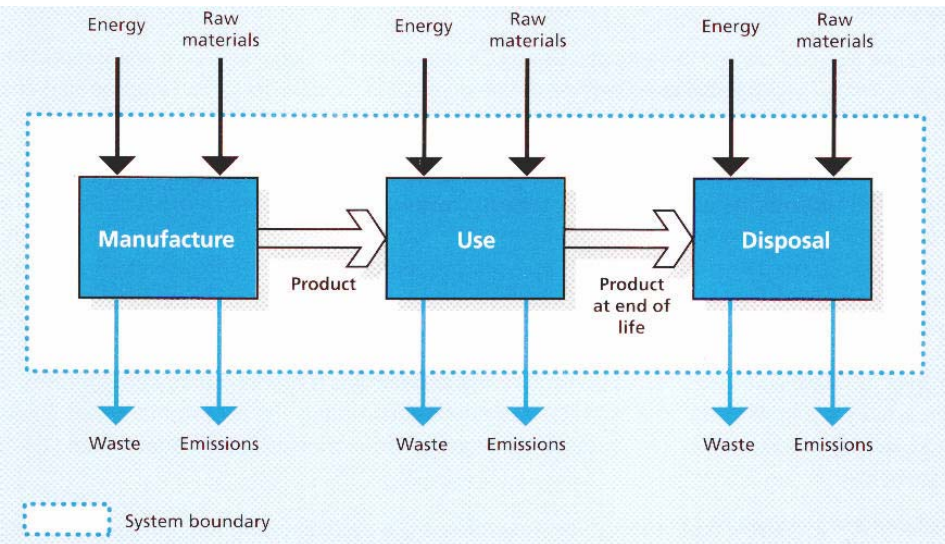 Energy
Raw
materials
Energy
Raw
materials
Energy
Raw
materials
Manufacture
Use
Disposal
Product
Product
at end of
life
Waste
Emissions
Waste
Emissions
Waste
Emissions
System boundary